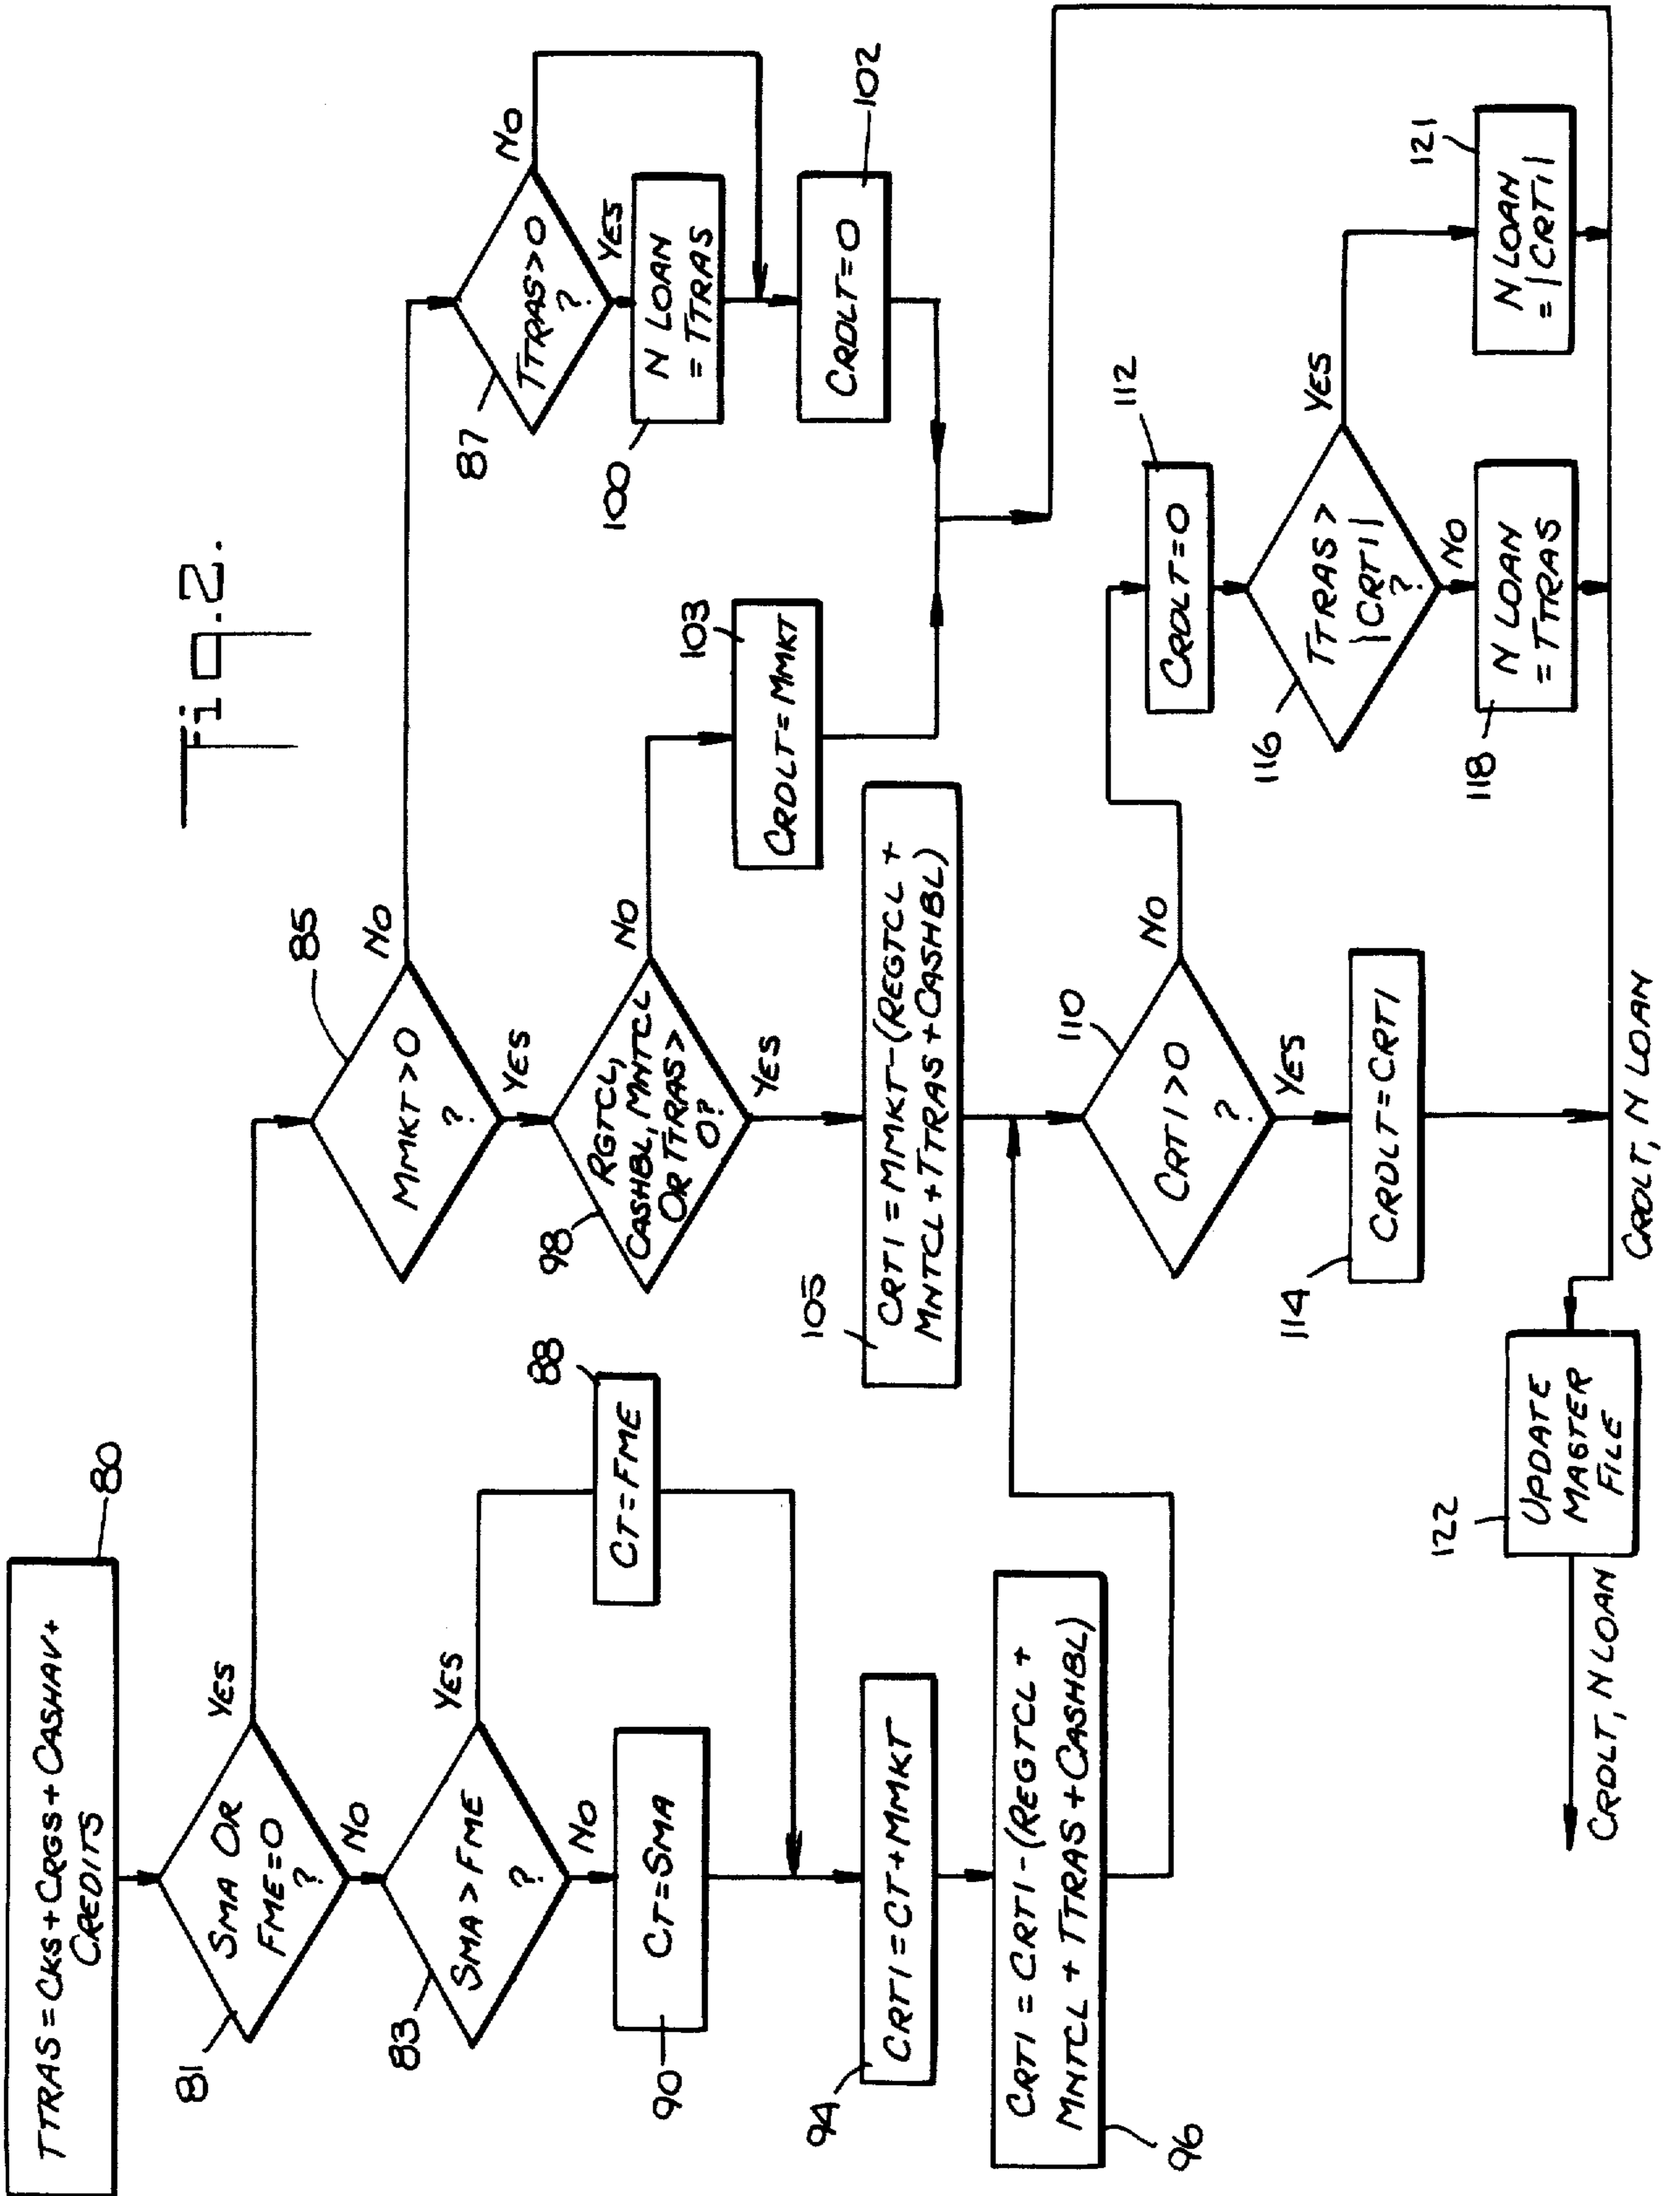 Fig. 2.
TTRAS = CKS + CRGS + CASHAV +
CREDITS
80
SMA OR
FME = 0
?
81
YES
NO
SMA > FME
?
83
YES
NO
CT = FME
88
CT = SMA
90
CRT1 = CT + MMKT
94
CRT1 = CRT1 - (REGTCL +
MNTCL + TTRAS + CASHBL)
96
MMKT > 0
?
85
NO
YES
RGTCL,
CASHBL, MNTCL
OR TTRAS >
0?
98
NO
YES
CRDLT = MMKT
103
CRT1 = MMKT - (REGTCL +
MNTCL + TTRAS + CASHBL)
105
TTRAS > 0
?
87
NO
YES
N LOAN
= TTRAS
100
CRDLT = 0
102
CRT1 > 0
?
110
NO
YES
CRDLT = CRT1
114
CRDLT = 0
112
TTRAS >
|CRT1|
?
116
YES
NO
N LOAN
= TTRAS
118
N LOAN
= |CRT1|
121
CRDLT, N LOAN
UPDATE
MASTER
FILE
122
CRDLT, N LOAN